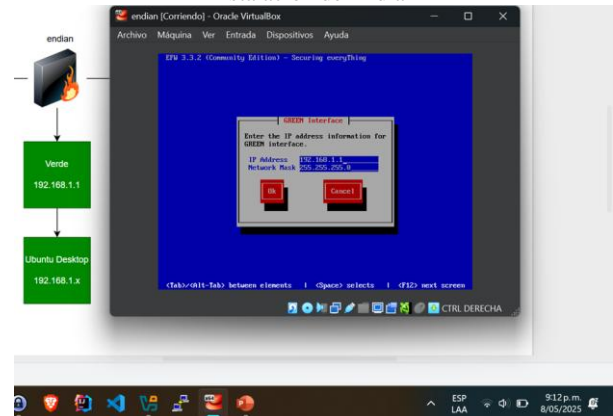 endian
Verde
192.168.1.1
Ubuntu Desktop
192.168.1.x
endian [Corriendo] - Oracle VirtualBox
Archivo Máquina Ver Entrada Dispositivos Ayuda
EFW 3.3.2 (Community Edition) - Securing everyThing
GREEN Interface
Enter the IP address information for
GREEN interface.
IP Address 192.168.1.1_
Network Mask 255.255.255.0
Ok Cancel
<Tab>/<Alt-Tab> between elements | <Space> selects | <F12> next screen
CTRL DERECHA
ESP
LAA
9:12 p.m.
8/05/2025